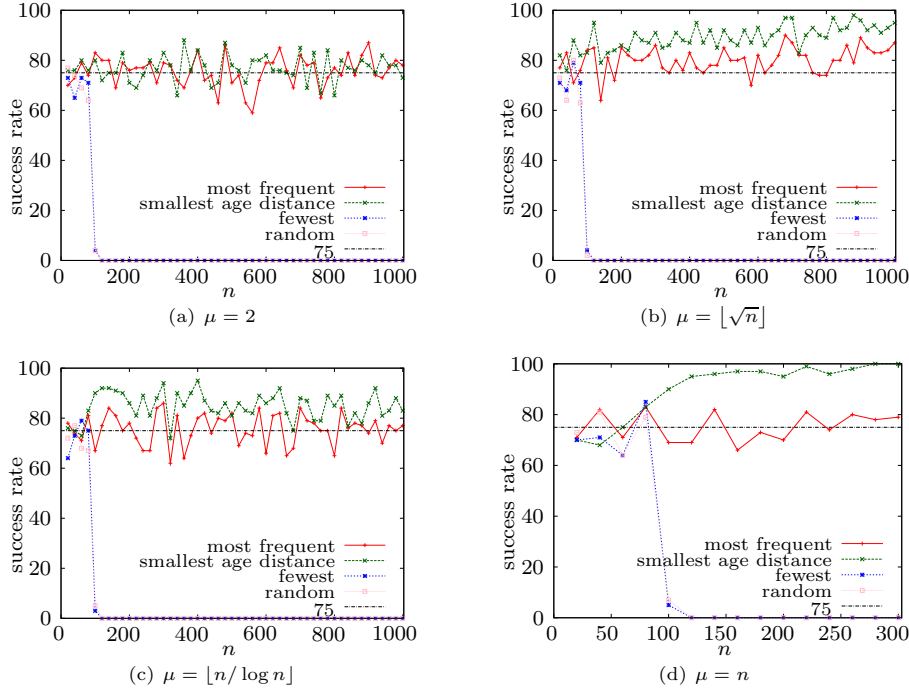 100
80
60
40
20
0
success rate
most frequent
smallest age distance
fewest
random
75
0 200 400 600 800 1000
n
(a) μ = 2
100
80
60
40
20
0
success rate
most frequent
smallest age distance
fewest
random
75
0 200 400 600 800 1000
n
(b) μ = ⌊√n⌋
100
80
60
40
20
0
success rate
most frequent
smallest age distance
fewest
random
75
0 200 400 600 800 1000
n
(c) μ = ⌊n/ log n⌋
100
80
60
40
20
0
success rate
most frequent
smallest age distance
fewest
random
75
0 50 100 150 200 250 300
n
(d) μ = n